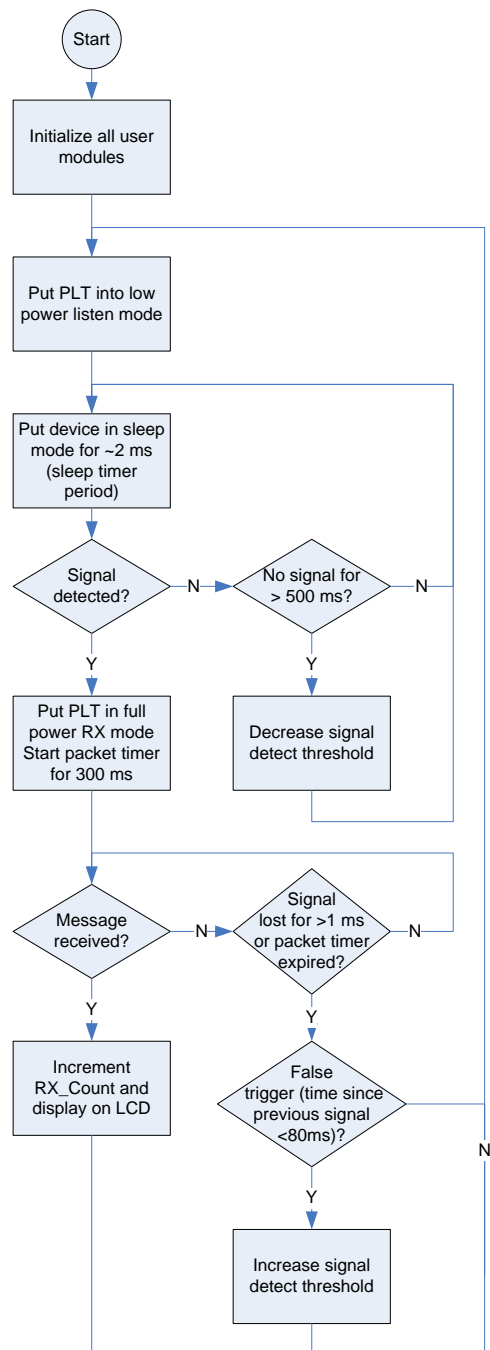 Start
Initialize all user
modules
Put PLT into low
power listen mode
Put device in sleep
mode for ~2 ms
(sleep timer
period)
Signal
detected?
N
No signal for
> 500 ms?
N
Y
Y
Put PLT in full
power RX mode
Start packet timer
for 300 ms
Decrease signal
detect threshold
Message
received?
N
Signal
lost for >1 ms
or packet timer
expired?
N
Y
Y
Increment
RX_Count and
display on LCD
False
trigger (time since
previous signal
<80ms)?
N
Y
Increase signal
detect threshold